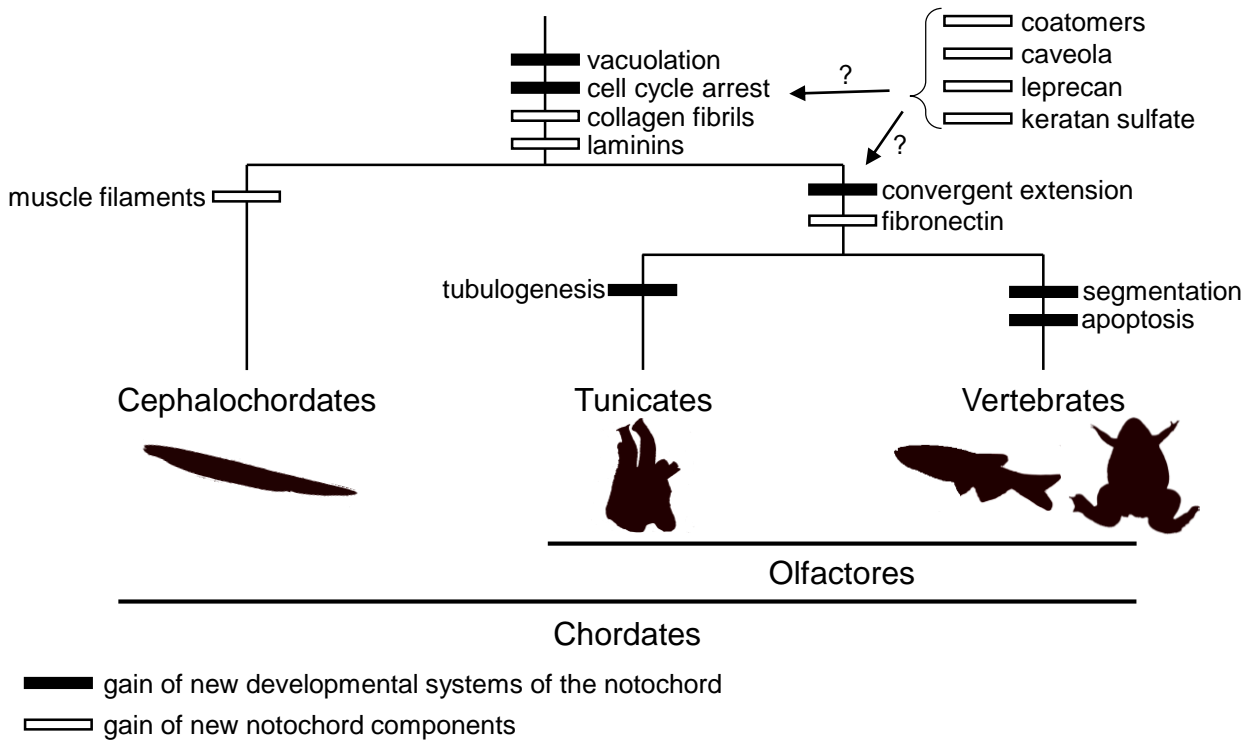 vacuolation
cell cycle arrest
collagen fibrils
laminins
?
?
coatomers
caveola
leprecan
keratan sulfate
muscle filaments
convergent extension
fibronectin
tubulogenesis
segmentation
apoptosis
Cephalochordates
Tunicates
Vertebrates
Olfactores
Chordates
gain of new developmental systems of the notochord
gain of new notochord components